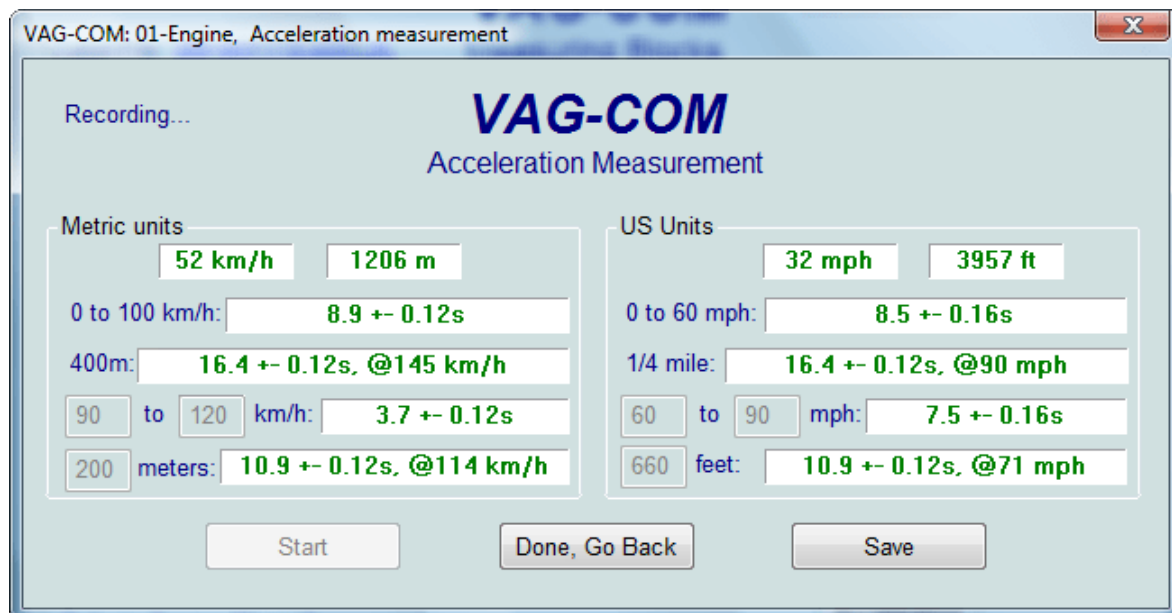 VAG-COM: 01-Engine,  Acceleration measurement
Recording...
VAG-COM
Acceleration Measurement
Metric units
52 km/h
1206 m
0 to 100 km/h: 8.9 +- 0.12s
400m: 16.4 +- 0.12s, @145 km/h
90 to 120 km/h: 3.7 +- 0.12s
200 meters: 10.9 +- 0.12s, @114 km/h
US Units
32 mph
3957 ft
0 to 60 mph: 8.5 +- 0.16s
1/4 mile: 16.4 +- 0.12s, @90 mph
60 to 90 mph: 7.5 +- 0.16s
660 feet: 10.9 +- 0.12s, @71 mph
Start
Done, Go Back
Save